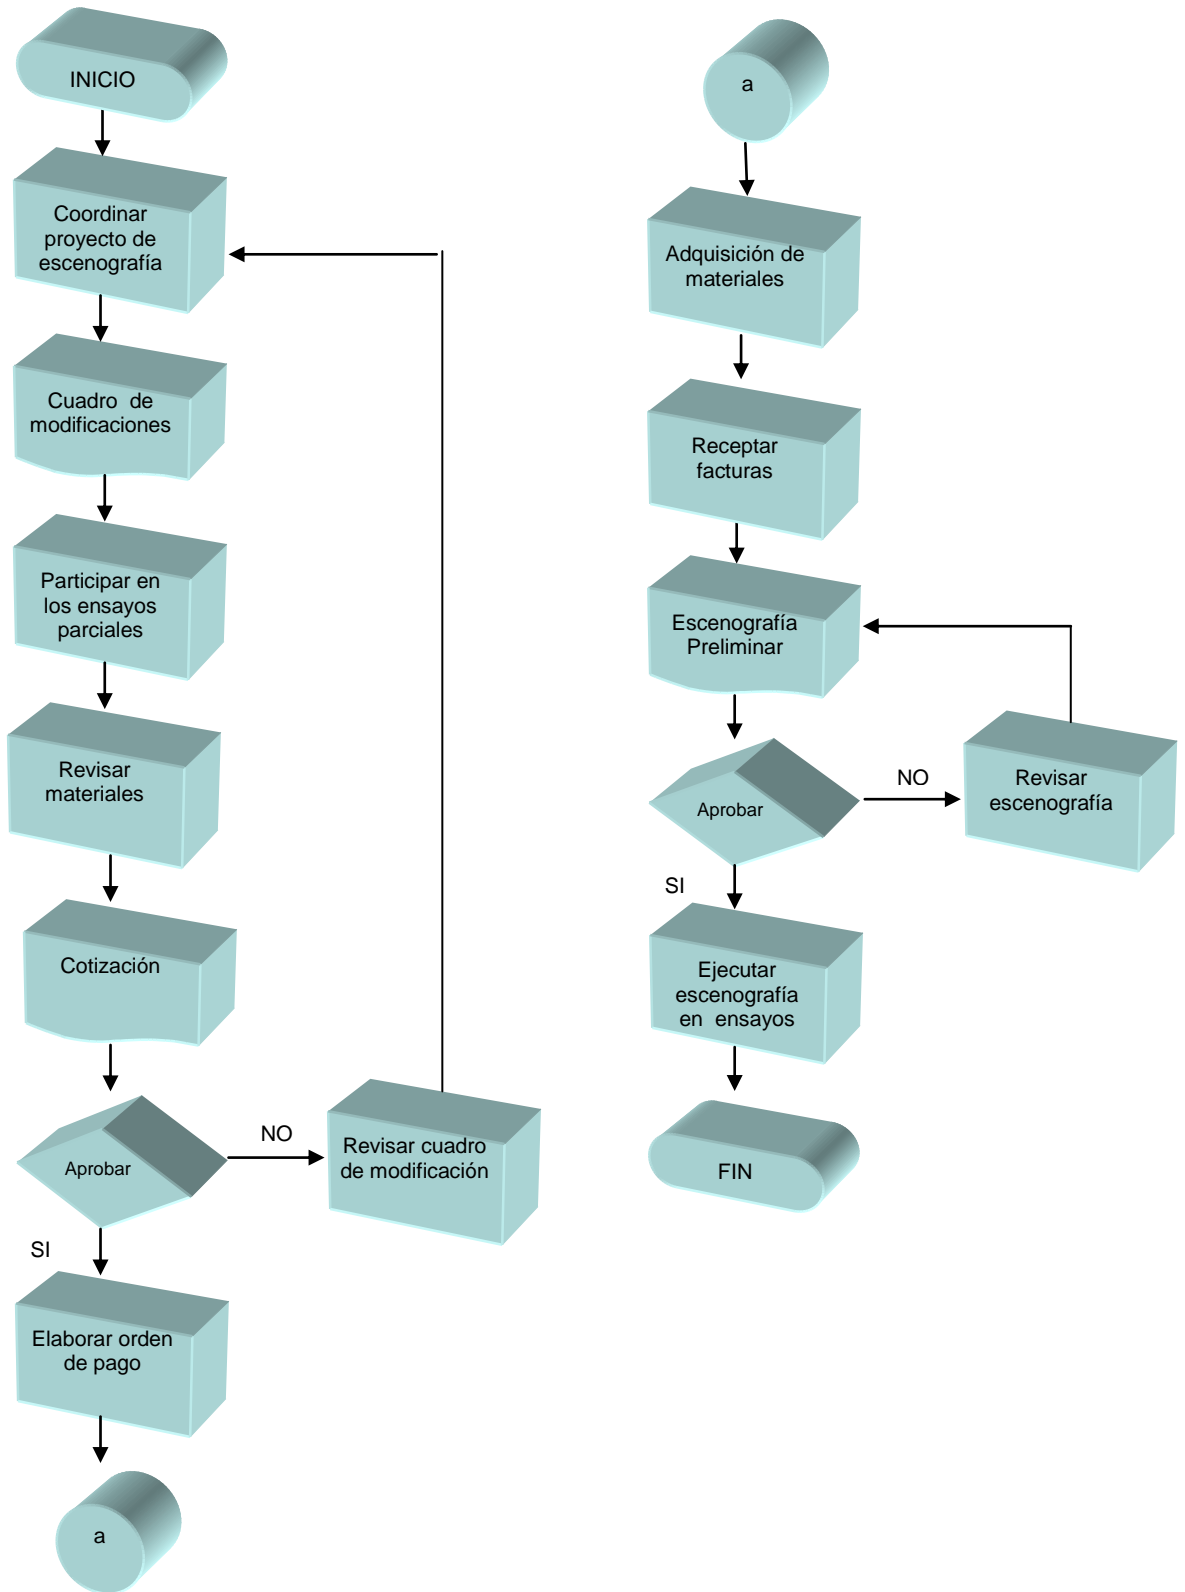 INICIO
Coordinar
proyecto de
escenografía
Cuadro de
modificaciones
Participar en
los ensayos
parciales
Revisar
materiales
Cotización
Aprobar
NO
Revisar cuadro
de modificación
SI
Elaborar orden
de pago
a
a
Adquisición de
materiales
Receptar
facturas
Escenografía
Preliminar
Aprobar
NO
Revisar
escenografía
SI
Ejecutar
escenografía
en ensayos
FIN